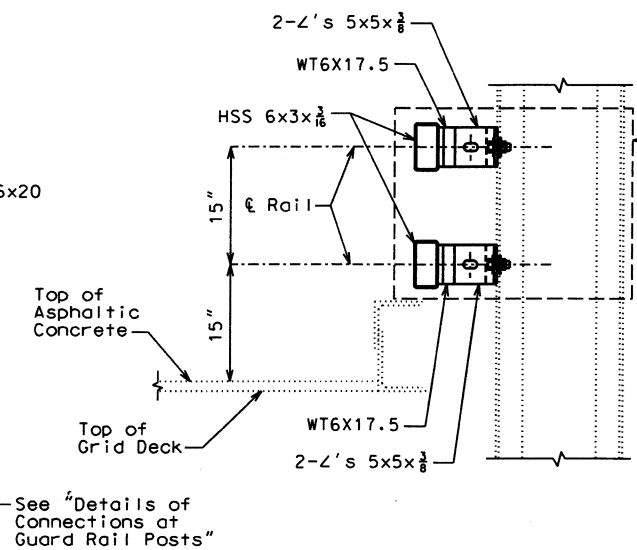 2-∠'s 5x5x3/8
WT6X17.5
HSS 6x3x3/16
6x20
15"
℄ Rail
15"
Top of
Asphaltic
Concrete
Top of
Grid Deck
WT6X17.5
2-∠'s 5x5x3/8
See "Details of
Connections at
Guard Rail Posts"